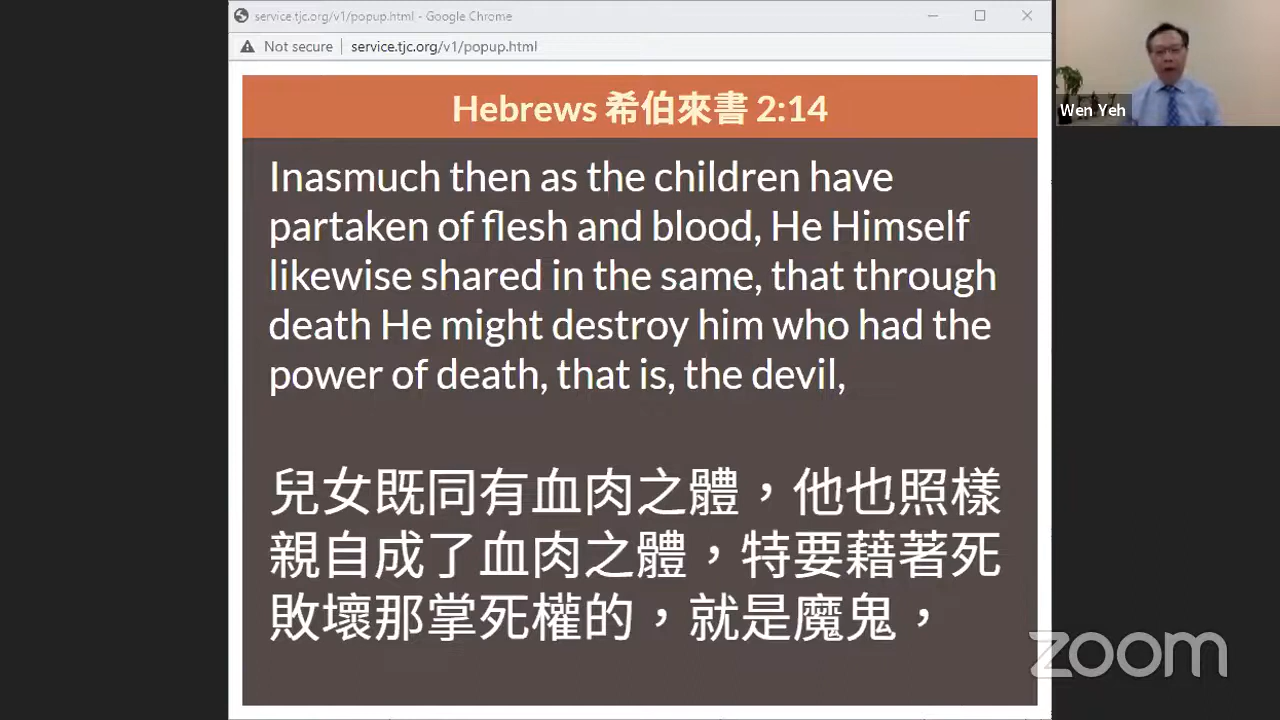 service.tjc.org/v1/popup.html - Google Chrome
Not secure | service.tjc.org/v1/popup.html
Hebrews 希伯來書 2:14
Inasmuch then as the children have
partaken of flesh and blood, He Himself
likewise shared in the same, that through
death He might destroy him who had the
power of death, that is, the devil,
兒女既同有血肉之體，他也照樣
親自成了血肉之體，特要藉著死
敗壞那掌死權的，就是魔鬼，
Wen Yeh
zoom